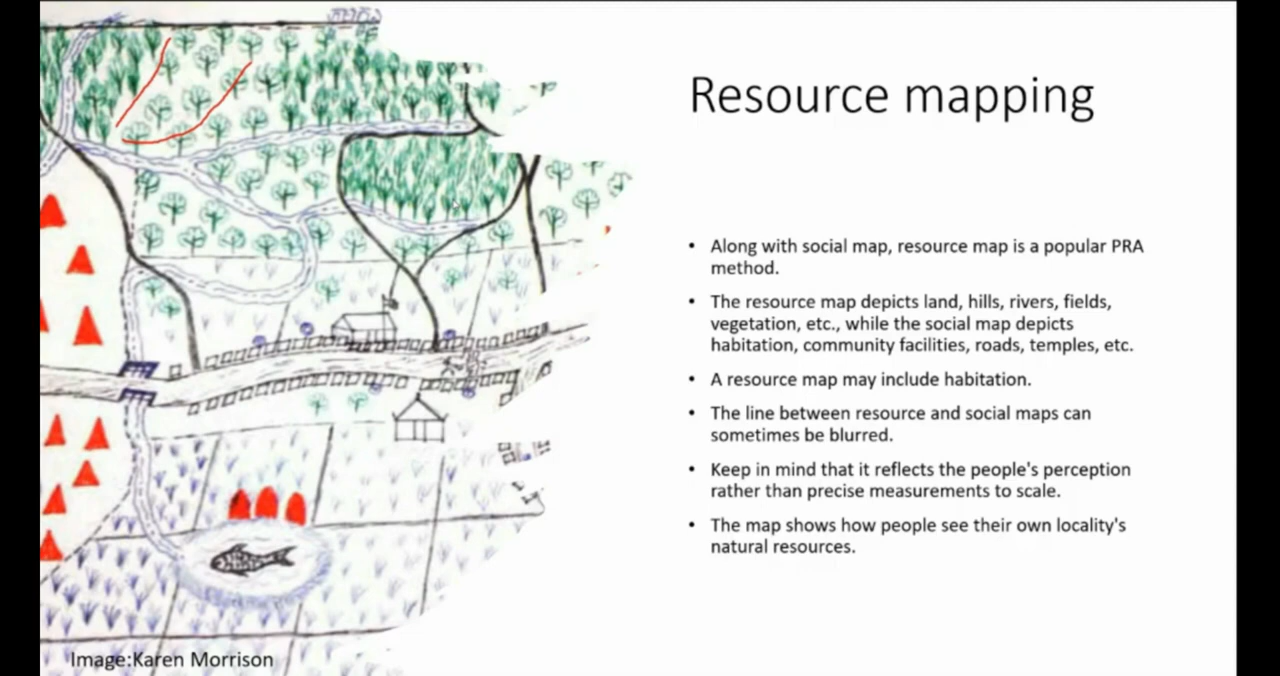 Resource mapping
• Along with social map, resource map is a popular PRA
method.
• The resource map depicts land, hills, rivers, fields,
vegetation, etc., while the social map depicts
habitation, community facilities, roads, temples, etc.
• A resource map may include habitation.
• The line between resource and social maps can
sometimes be blurred.
• Keep in mind that it reflects the people's perception
rather than precise measurements to scale.
• The map shows how people see their own locality's
natural resources.
Image:Karen Morrison